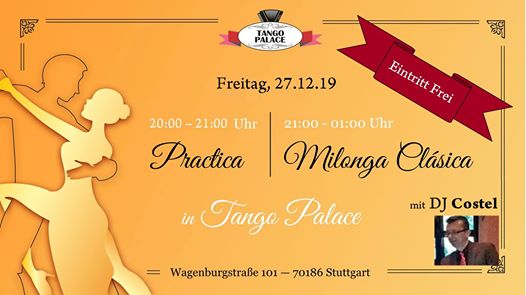 TANGO
PALACE
Freitag, 27.12.19
Eintritt Frei
20:00 – 21:00 Uhr
Practica
21:00 - 01:00 Uhr
Milonga Clásica
mit DJ Costel
in Tango Palace
Wagenburgstraße 101 — 70186 Stuttgart